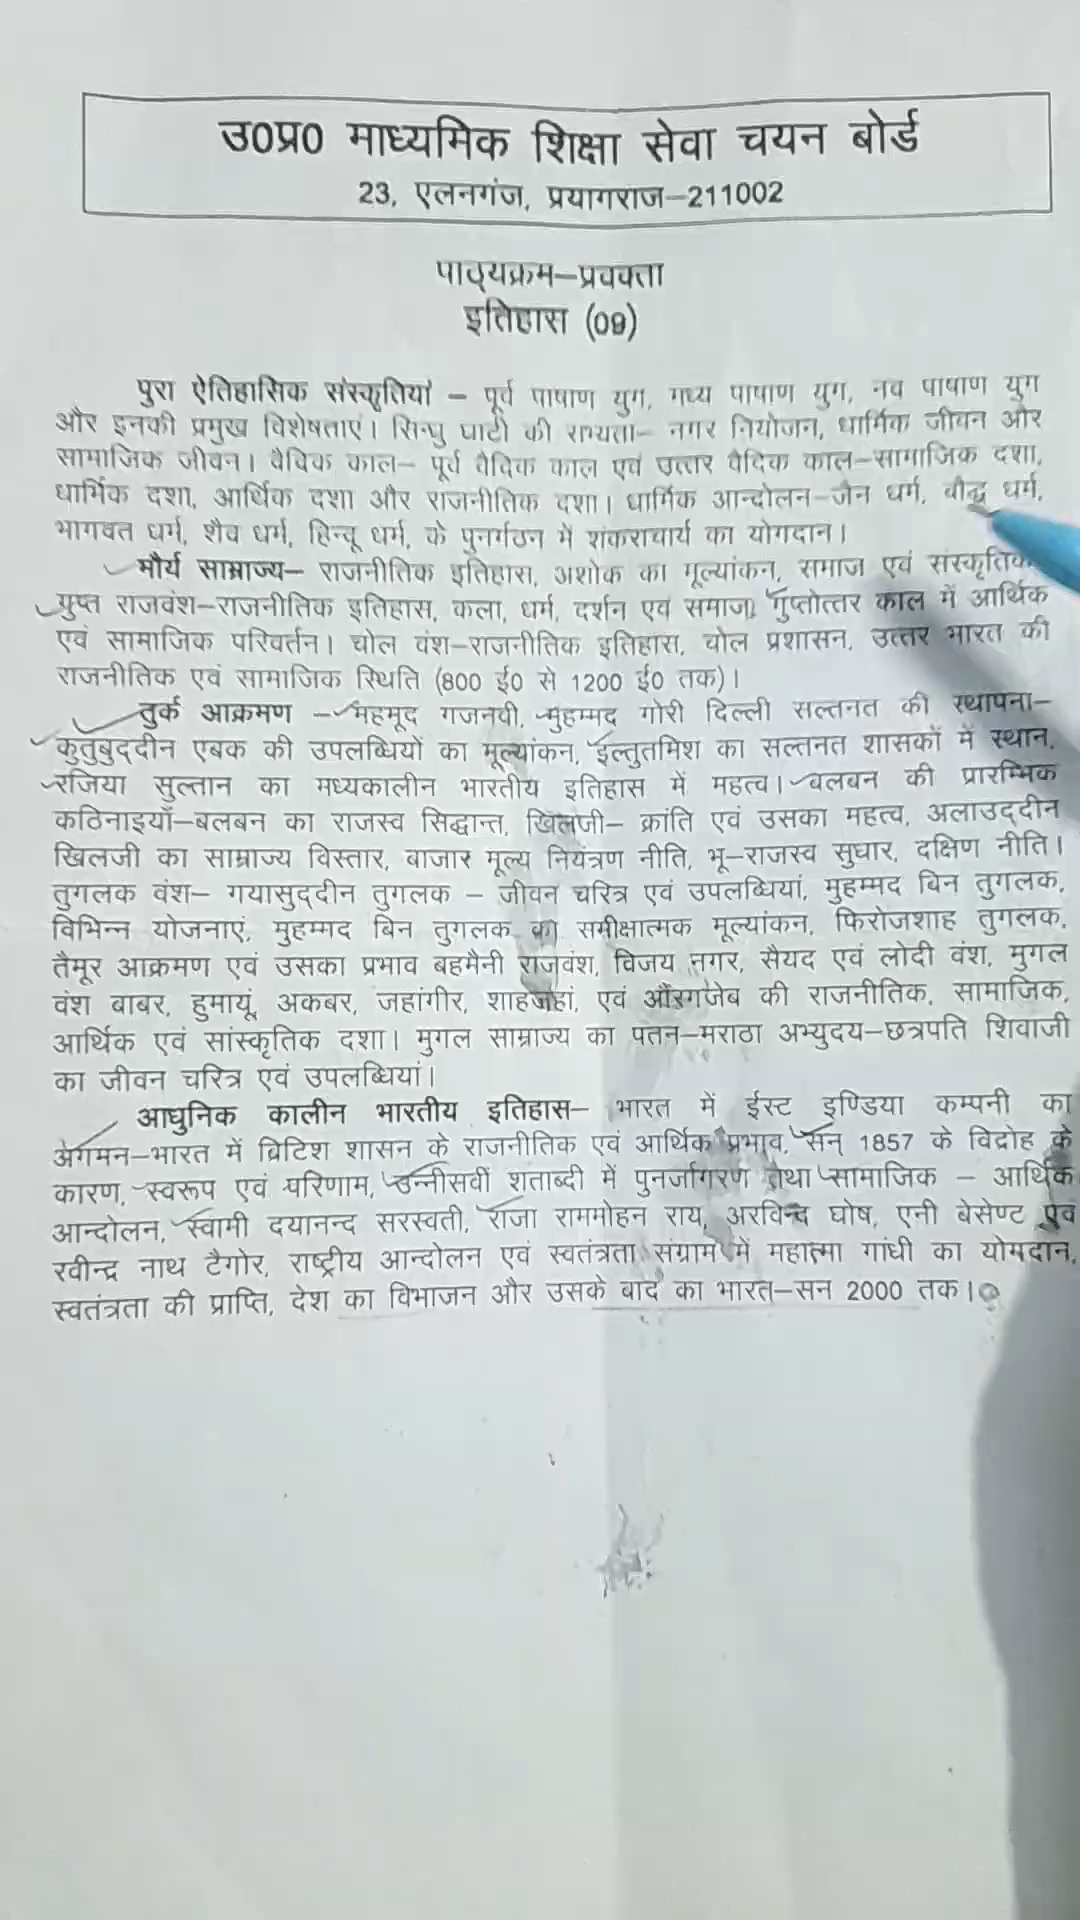 उ0प्र0 माध्यमिक शिक्षा सेवा चयन बोर्ड
23, एलनगंज, प्रयागराज–211002
पाठ्यक्रम–प्रवक्ता
इतिहास (09)
पुरा ऐतिहासिक संस्कृतियां – पूर्व पाषाण युग, मध्य पाषाण युग, नव पाषाण युग
और इनकी प्रमुख विशेषताएं। सिन्धु घाटी की सभ्यता– नगर नियोजन, धार्मिक जीवन और
सामाजिक जीवन। वैदिक काल– पूर्व वैदिक काल एवं उत्तर वैदिक काल–सामाजिक दशा,
धार्मिक दशा, आर्थिक दशा और राजनीतिक दशा। धार्मिक आन्दोलन–जैन धर्म, बौद्ध धर्म,
भागवत धर्म, शैव धर्म, हिन्दू धर्म, के पुनर्गठन में शंकराचार्य का योगदान।
मौर्य साम्राज्य– राजनीतिक इतिहास, अशोक का मूल्यांकन, समाज एवं
गुप्त राजवंश–राजनीतिक इतिहास, कला, धर्म, दर्शन एवं समाज, गुप्तोत्तर काल में आर्थिक
एवं सामाजिक परिवर्तन। चोल वंश–राजनीतिक इतिहास, चोल प्रशासन, उत्तर भारत की
राजनीतिक एवं सामाजिक स्थिति (800 ई0 से 1200 ई0 तक)।
तुर्क आक्रमण – महमूद गजनवी, मुहम्मद गोरी दिल्ली सल्तनत की स्थापना–
कुतुबुद्दीन एबक की उपलब्धियों का मूल्यांकन, इल्तुतमिश का सल्तनत शासकों में स्थान,
रजिया सुल्तान का मध्यकालीन भारतीय इतिहास में महत्व। बलबन की प्रारम्भिक
कठिनाइयाँ–बलबन का राजस्व सिद्धान्त, खिलजी– क्रांति एवं उसका महत्व, अलाउद्दीन
खिलजी का साम्राज्य विस्तार, बाजार मूल्य नियंत्रण नीति, भू–राजस्व सुधार, दक्षिण नीति।
तुगलक वंश– गयासुद्दीन तुगलक – जीवन चरित्र एवं उपलब्धियां, मुहम्मद बिन तुगलक,
विभिन्न योजनाएं, मुहम्मद बिन तुगलक का समीक्षात्मक मूल्यांकन, फिरोजशाह तुगलक,
तैमूर आक्रमण एवं उसका प्रभाव बहमैनी राजवंश, विजय नगर, सैयद एवं लोदी वंश, मुगल
वंश बाबर, हुमायूं, अकबर, जहांगीर, शाहजहां, एवं औरगजेब की राजनीतिक, सामाजिक,
आर्थिक एवं सांस्कृतिक दशा। मुगल साम्राज्य का पतन–मराठा अभ्युदय–छत्रपति शिवाजी
का जीवन चरित्र एवं उपलब्धियां।
आधुनिक कालीन भारतीय इतिहास– भारत में ईस्ट इण्डिया कम्पनी का
अगमन–भारत में ब्रिटिश शासन के राजनीतिक एवं आर्थिक प्रभाव, सन् 1857 के विद्रोह के
कारण, स्वरूप एवं परिणाम, उन्नीसवीं शताब्दी में पुनर्जागरण तथा सामाजिक – आर्थिक
आन्दोलन, स्वामी दयानन्द सरस्वती, राजा राममोहन राय, अरविन्द घोष, एनी बेसेण्ट एवं
रवीन्द्र नाथ टैगोर, राष्ट्रीय आन्दोलन एवं स्वतंत्रता संग्राम में महात्मा गांधी का योगदान,
स्वतंत्रता की प्राप्ति, देश का विभाजन और उसके बाद का भारत–सन 2000 तक।